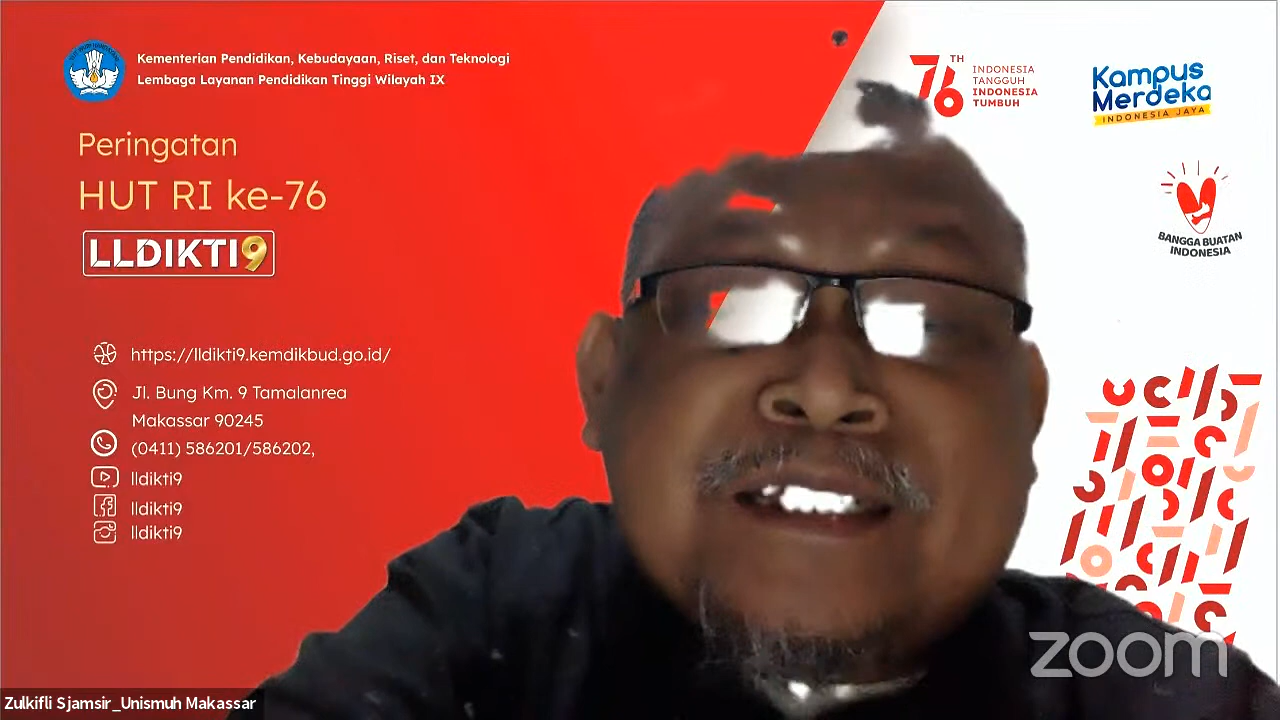 Kementerian Pendidikan, Kebudayaan, Riset, dan Teknologi
Lembaga Layanan Pendidikan Tinggi Wilayah IX
Peringatan
HUT RI ke-76
LLDIKTI9
https://lldikti9.kemdikbud.go.id/
Jl. Bung Km. 9 Tamalanrea
Makassar 90245
(0411) 586201/586202,
lldikti9
lldikti9
lldikti9
76TH
INDONESIA
TANGGUH
INDONESIA
TUMBUH
Kampus
Merdeka
INDONESIA JAYA
BANGGA BUATAN
INDONESIA
zoom
Zulkifli Sjamsir_Unismuh Makassar